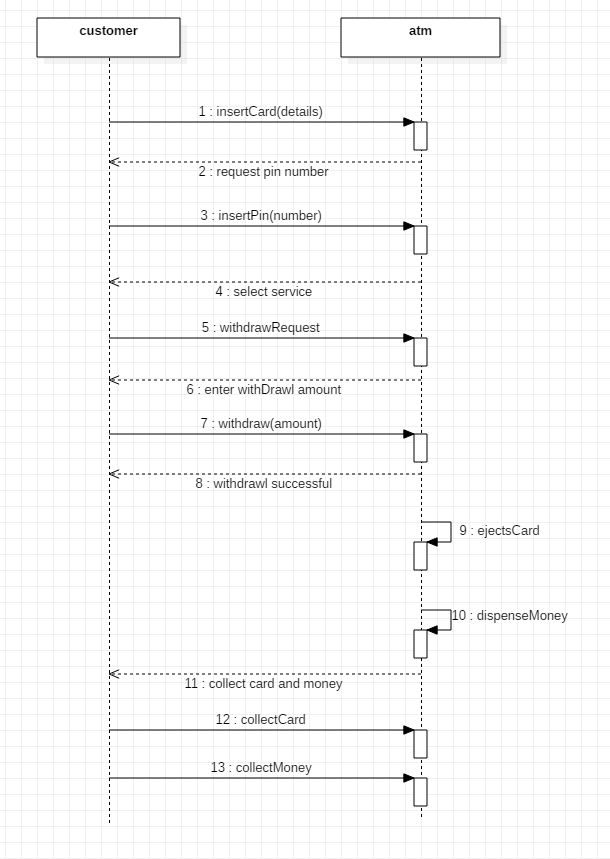 customer
atm
1 : insertCard(details)
2 : request pin number
3 : insertPin(number)
4 : select service
5 : withdrawRequest
6 : enter withDrawl amount
7 : withdraw(amount)
8 : withdrawl successful
9 : ejectsCard
10 : dispenseMoney
11 : collect card and money
12 : collectCard
13 : collectMoney